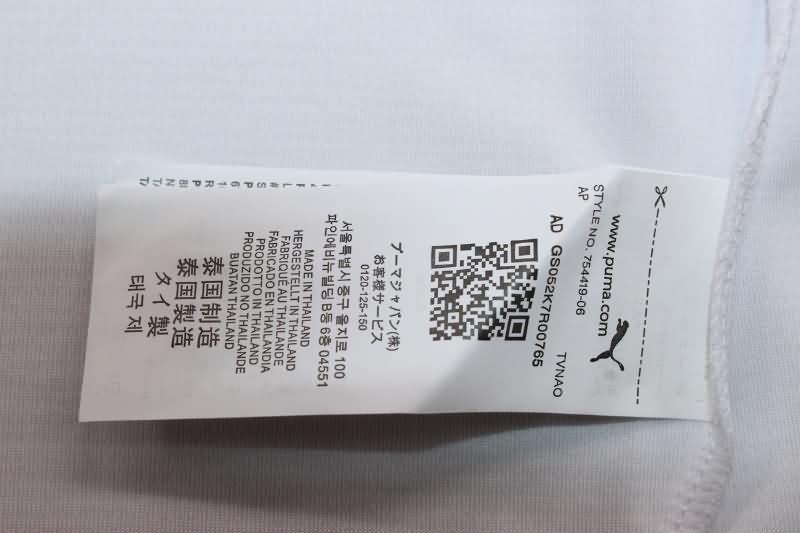 www.puma.com
STYLE NO. 754419-06
AP
AD GS052K7R00765 TVNAO
プーマジャパン(株)
お客様サービス
0120-125-150
서울특별시 중구 을지로 100
파인에비뉴빌딩 B동 6층 04551
MADE IN THAILAND
HERGESTELLT IN THAILAND
FABRIQUÉ AU THAÏLANDE
FABRICADO EN THAILANDIA
PRODOTTO IN THAILANDIA
PRODUZIDO NO THAILANDE
BUATAN THAILAND
泰国制造
泰國製造
タイ製
태국 제